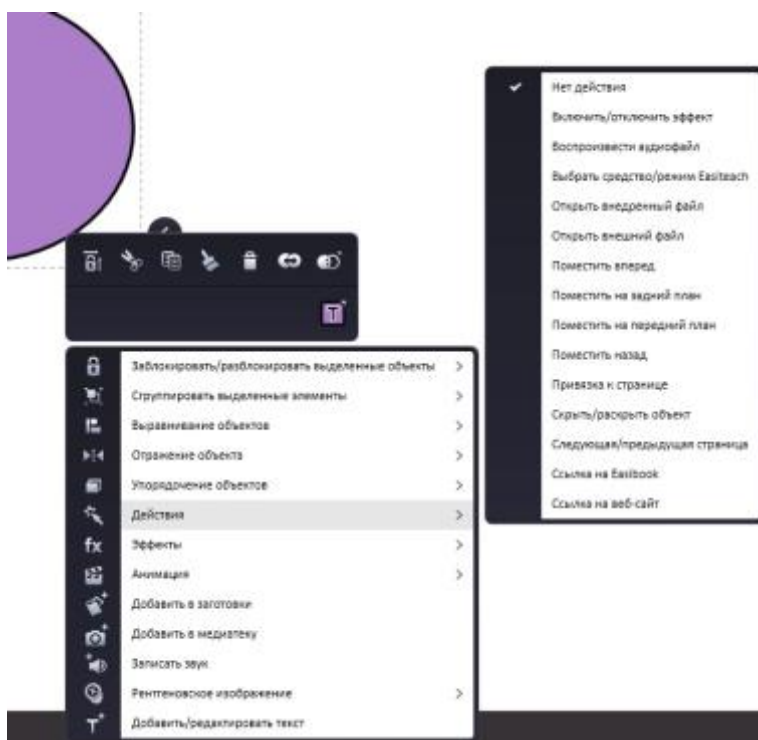 Нет действия
Включить/отключить эффект
Воспроизвести аудиофайл
Выбрать средство/режим Easiteach
Открыть внедренный файл
Открыть внешний файл
Поместить вперед
Поместить на задний план
Поместить на передний план
Поместить назад
Привязка к странице
Скрыть/раскрыть объект
Следующая/предыдущая страница
Ссылка на Easibook
Ссылка на веб-сайт
T
Заблокировать/разблокировать выделенные объекты
Сгруппировать выделенные элементы
Выравнивание объектов
Отражение объекта
Упорядочение объектов
Действия
fx Эффекты
Анимация
Добавить в заготовки
Добавить в медиатеку
Записать звук
Рентгеновское изображение
T+ Добавить/редактировать текст